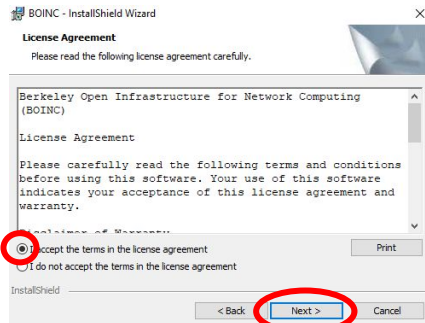 BOINC - InstallShield Wizard
License Agreement
Please read the following license agreement carefully.
Berkeley Open Infrastructure for Network Computing
(BOINC)
License Agreement
Please carefully read the following terms and conditions
before using this software. Your use of this software
indicates your acceptance of this license agreement and
warranty.
Disclaimer of Warranty
I accept the terms in the license agreement
Print
I do not accept the terms in the license agreement
InstallShield
< Back
Next >
Cancel